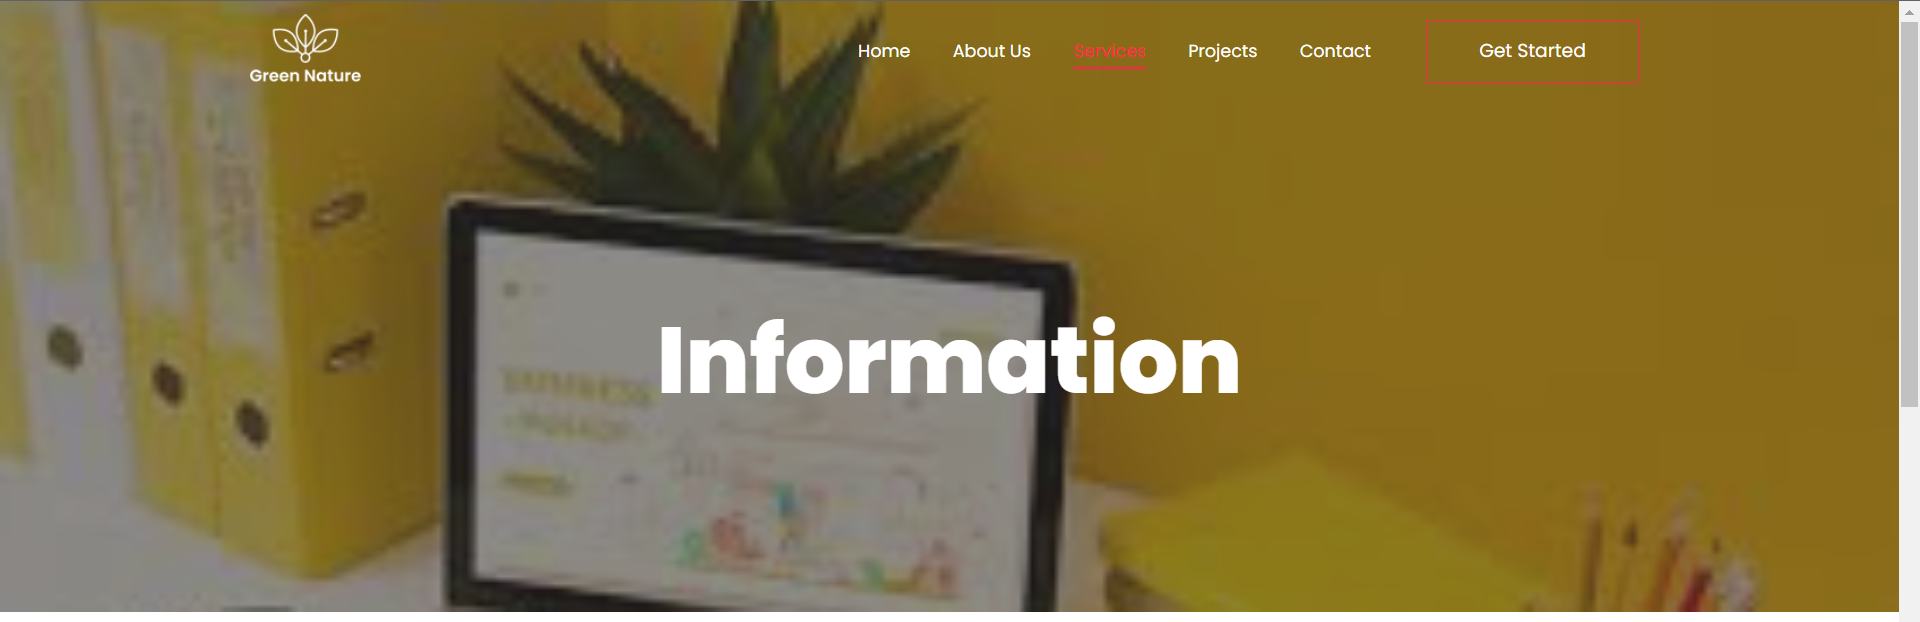 Green Nature
Home
About Us
Services
Projects
Contact
Get Started
Information